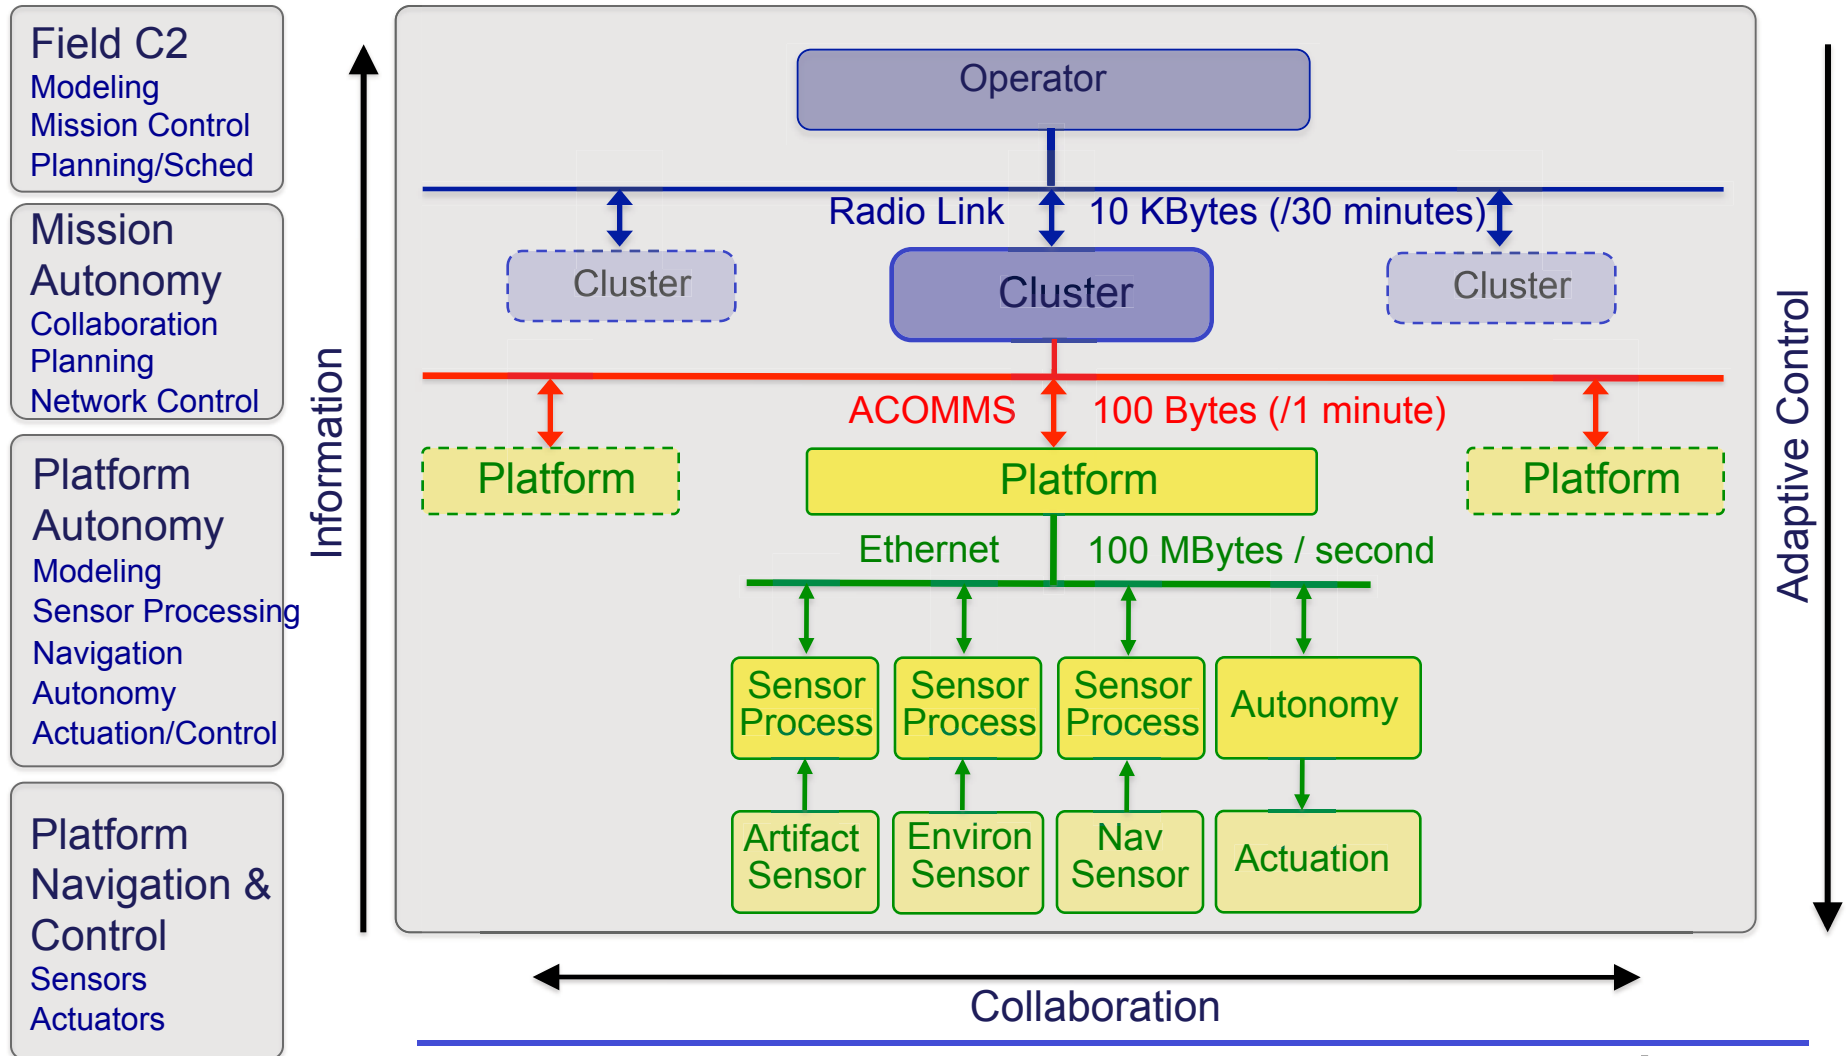 Field C2
Modeling
Mission Control
Planning/Sched
Mission
Autonomy
Collaboration
Planning
Network Control
Platform
Autonomy
Modeling
Sensor Processing
Navigation
Autonomy
Actuation/Control
Platform
Navigation &
Control
Sensors
Actuators
Information
Operator
Radio Link 10 KBytes (/30 minutes)
Cluster
Cluster
Cluster
ACOMMS 100 Bytes (/1 minute)
Platform
Platform
Platform
Ethernet 100 MBytes / second
Sensor
Process
Sensor
Process
Sensor
Process
Autonomy
Artifact
Sensor
Environ
Sensor
Nav
Sensor
Actuation
Adaptive Control
Collaboration